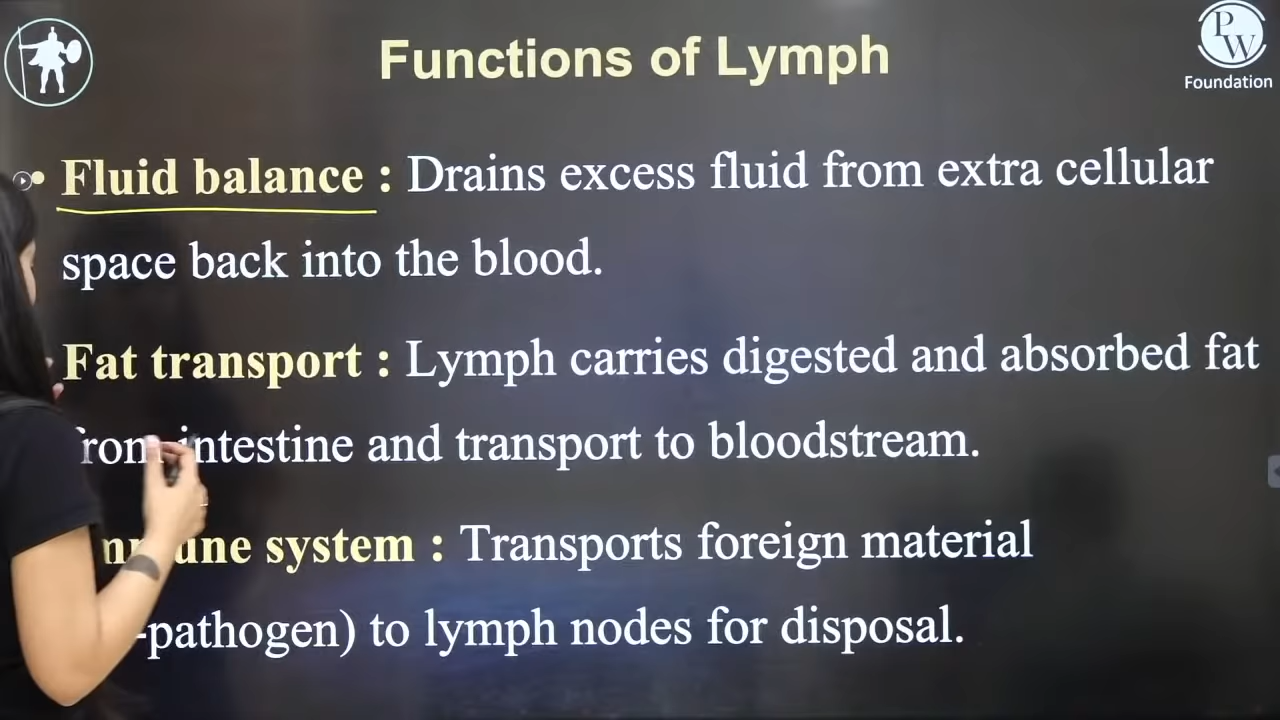 Functions of Lymph
PW
Foundation
• Fluid balance : Drains excess fluid from extra cellular
space back into the blood.
Fat transport : Lymph carries digested and absorbed fat
intestine and transport to bloodstream.
system : Transports foreign material
-pathogen) to lymph nodes for disposal.